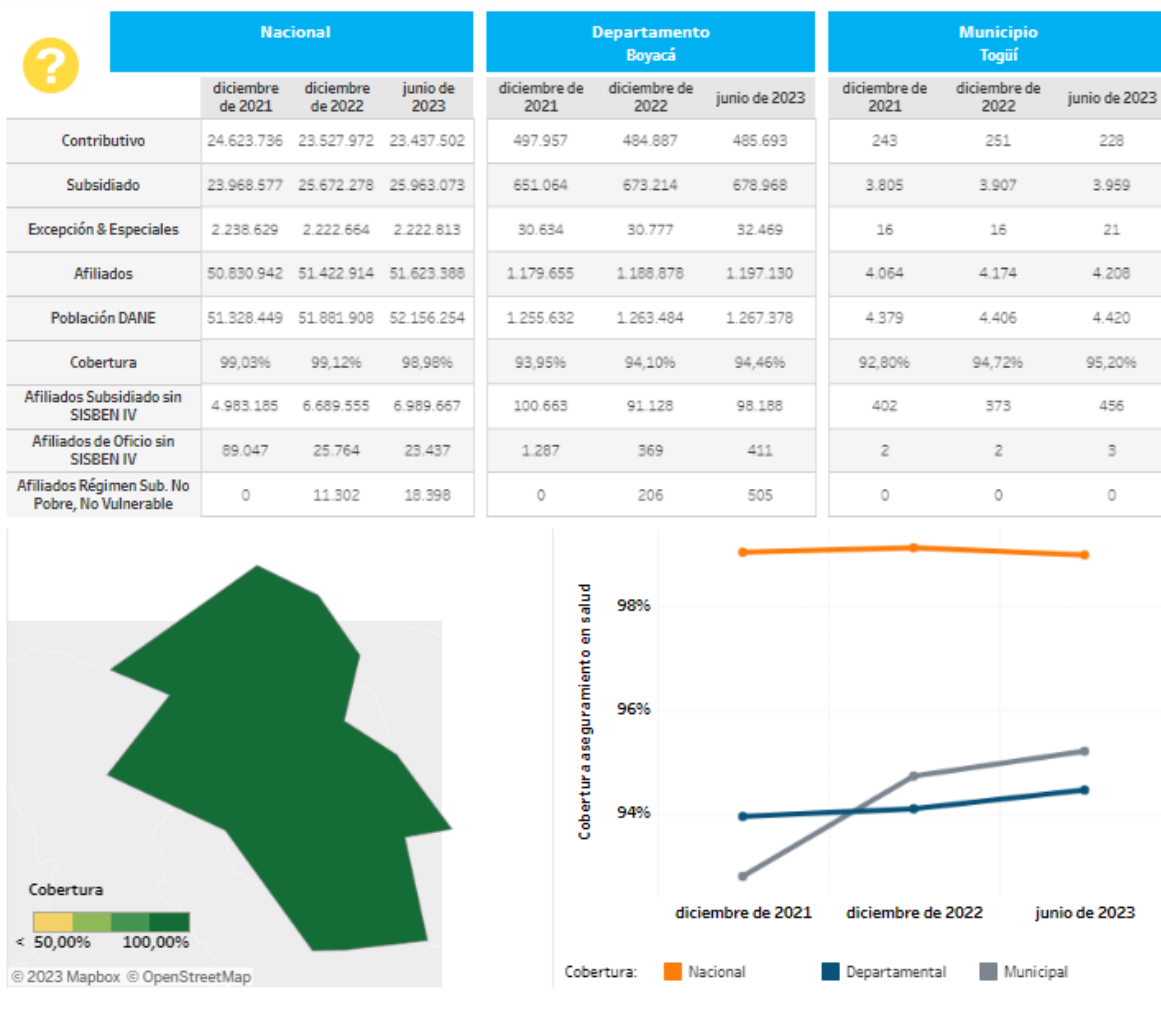 ?
Nacional
Departamento
Boyacá
Municipio
Togüí
diciembre de 2021 diciembre de 2022 junio de 2023 diciembre de 2021 diciembre de 2022 junio de 2023 diciembre de 2021 diciembre de 2022 junio de 2023
Contributivo 24.623.736 23.527.972 23.437.502 497.957 484.887 485.693 243 251 228
Subsidiado 23.968.577 25.672.278 25.963.073 651.064 673.214 678.968 3.805 3.907 3.959
Excepción & Especiales 2.238.629 2.222.664 2.222.813 30.634 30.777 32.469 16 16 21
Afiliados 50.830.942 51.422.914 51.623.388 1.179.655 1.188.878 1.197.130 4.064 4.174 4.208
Población DANE 51.328.449 51.881.908 52.156.254 1.255.632 1.263.484 1.267.378 4.379 4.406 4.420
Cobertura 99,03% 99,12% 98,98% 93,95% 94,10% 94,46% 92,80% 94,72% 95,20%
Afiliados Subsidiado sin SISBEN IV 4.983.185 6.689.555 6.989.667 100.663 91.128 98.188 402 373 456
Afiliados de Oficio sin SISBEN IV 89.047 25.764 23.437 1.287 369 411 2 2 3
Afiliados Régimen Sub. No Pobre, No Vulnerable 0 11.302 18.398 0 206 505 0 0 0
Cobertura
< 50,00% 100,00%
© 2023 Mapbox © OpenStreetMap
Cobertura aseguramiento en salud
98%
96%
94%
diciembre de 2021 diciembre de 2022 junio de 2023
Cobertura: Nacional Departamental Municipal